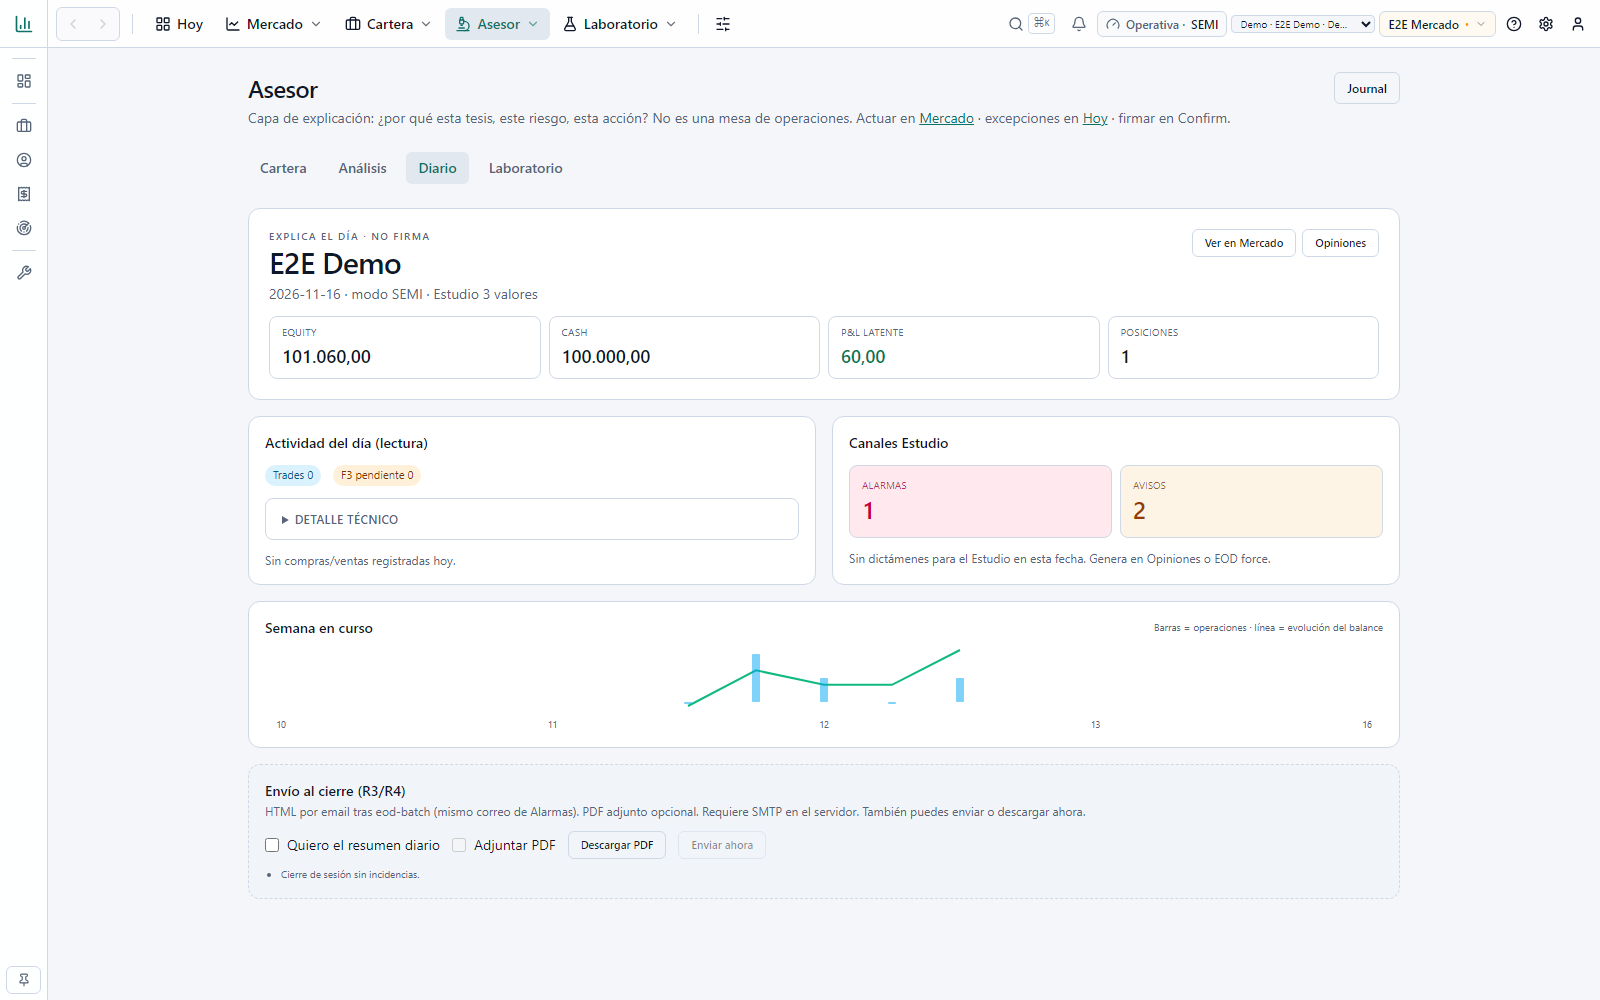 Hoy Mercado Cartera Asesor Laboratorio ⌘K Operativa · SEMI Demo · E2E Demo · De... E2E Mercado
Asesor
Journal
Capa de explicación: ¿por qué esta tesis, este riesgo, esta acción? No es una mesa de operaciones. Actuar en Mercado · excepciones en Hoy · firmar en Confirm.
Cartera Análisis Diario Laboratorio
EXPLICA EL DÍA · NO FIRMA
Ver en Mercado Opiniones
E2E Demo
2026-11-16 · modo SEMI · Estudio 3 valores
EQUITY CASH P&L LATENTE POSICIONES
101.060,00 100.000,00 60,00 1
Actividad del día (lectura)
Trades 0 F3 pendiente 0
DETALLE TÉCNICO
Sin compras/ventas registradas hoy.
Canales Estudio
ALARMAS AVISOS
1 2
Sin dictámenes para el Estudio en esta fecha. Genera en Opiniones o EOD force.
Semana en curso
Barras = operaciones · línea = evolución del balance
10 11 12 13 16
Envío al cierre (R3/R4)
HTML por email tras eod-batch (mismo correo de Alarmas). PDF adjunto opcional. Requiere SMTP en el servidor. También puedes enviar o descargar ahora.
Quiero el resumen diario Adjuntar PDF Descargar PDF Enviar ahora
• Cierre de sesión sin incidencias.